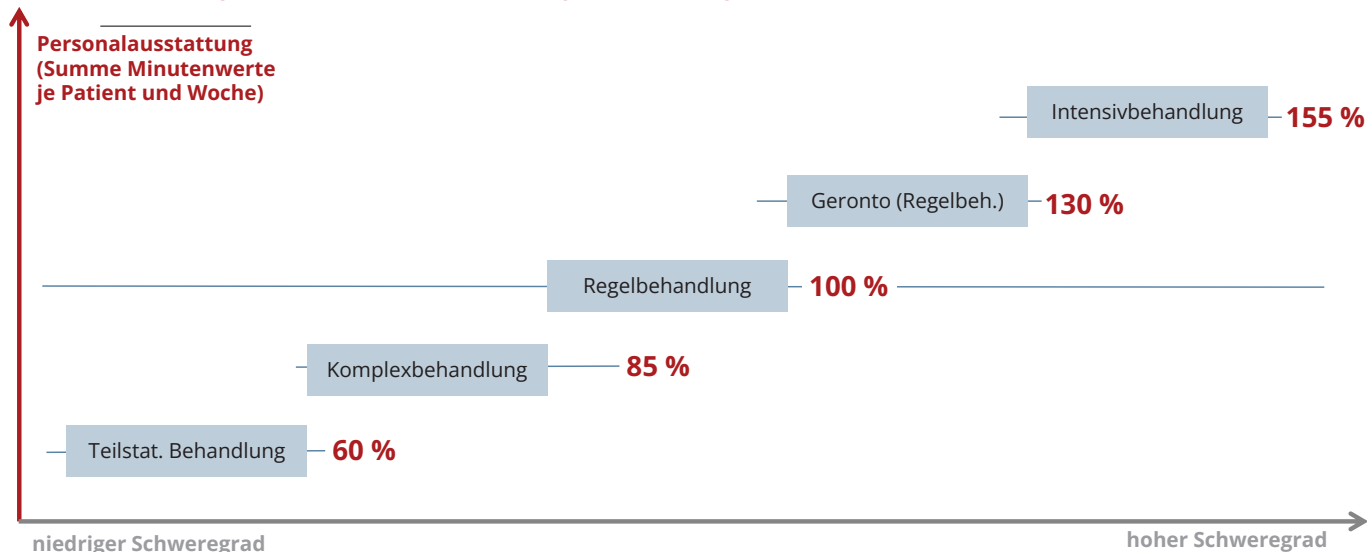 Personalausstattung
(Summe Minutenwerte
je Patient und Woche)
Intensivbehandlung 155 %
Geronto (Regelbeh.) 130 %
Regelbehandlung 100 %
Komplexbehandlung 85 %
Teilstat. Behandlung 60 %
niedriger Schweregrad hoher Schweregrad